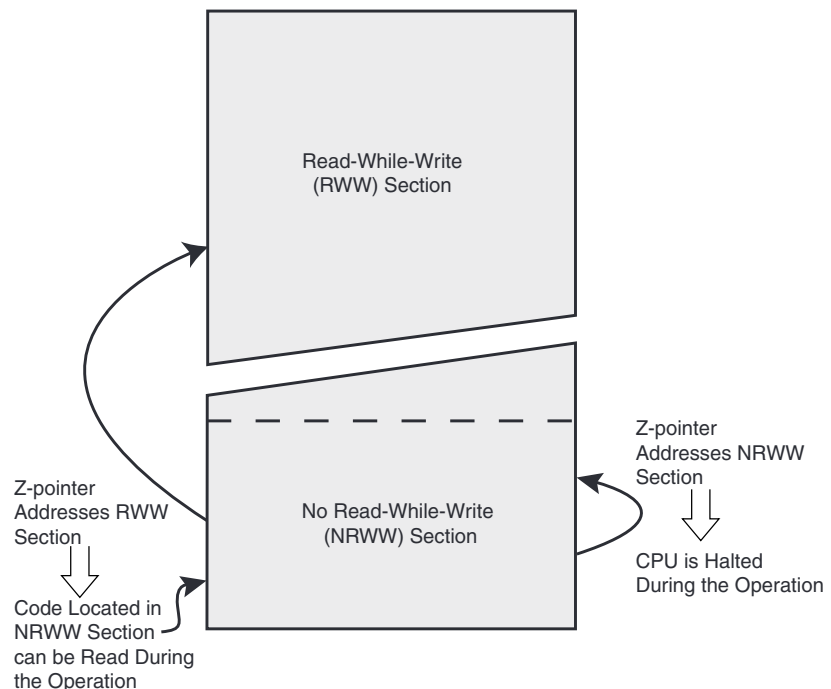 Read-While-Write
(RWW) Section
Z-pointer
Addresses NRWW
Section
Z-pointer
Addresses RWW
Section
No Read-While-Write
(NRWW) Section
CPU is Halted
During the Operation
Code Located in
NRWW Section
can be Read During
the Operation